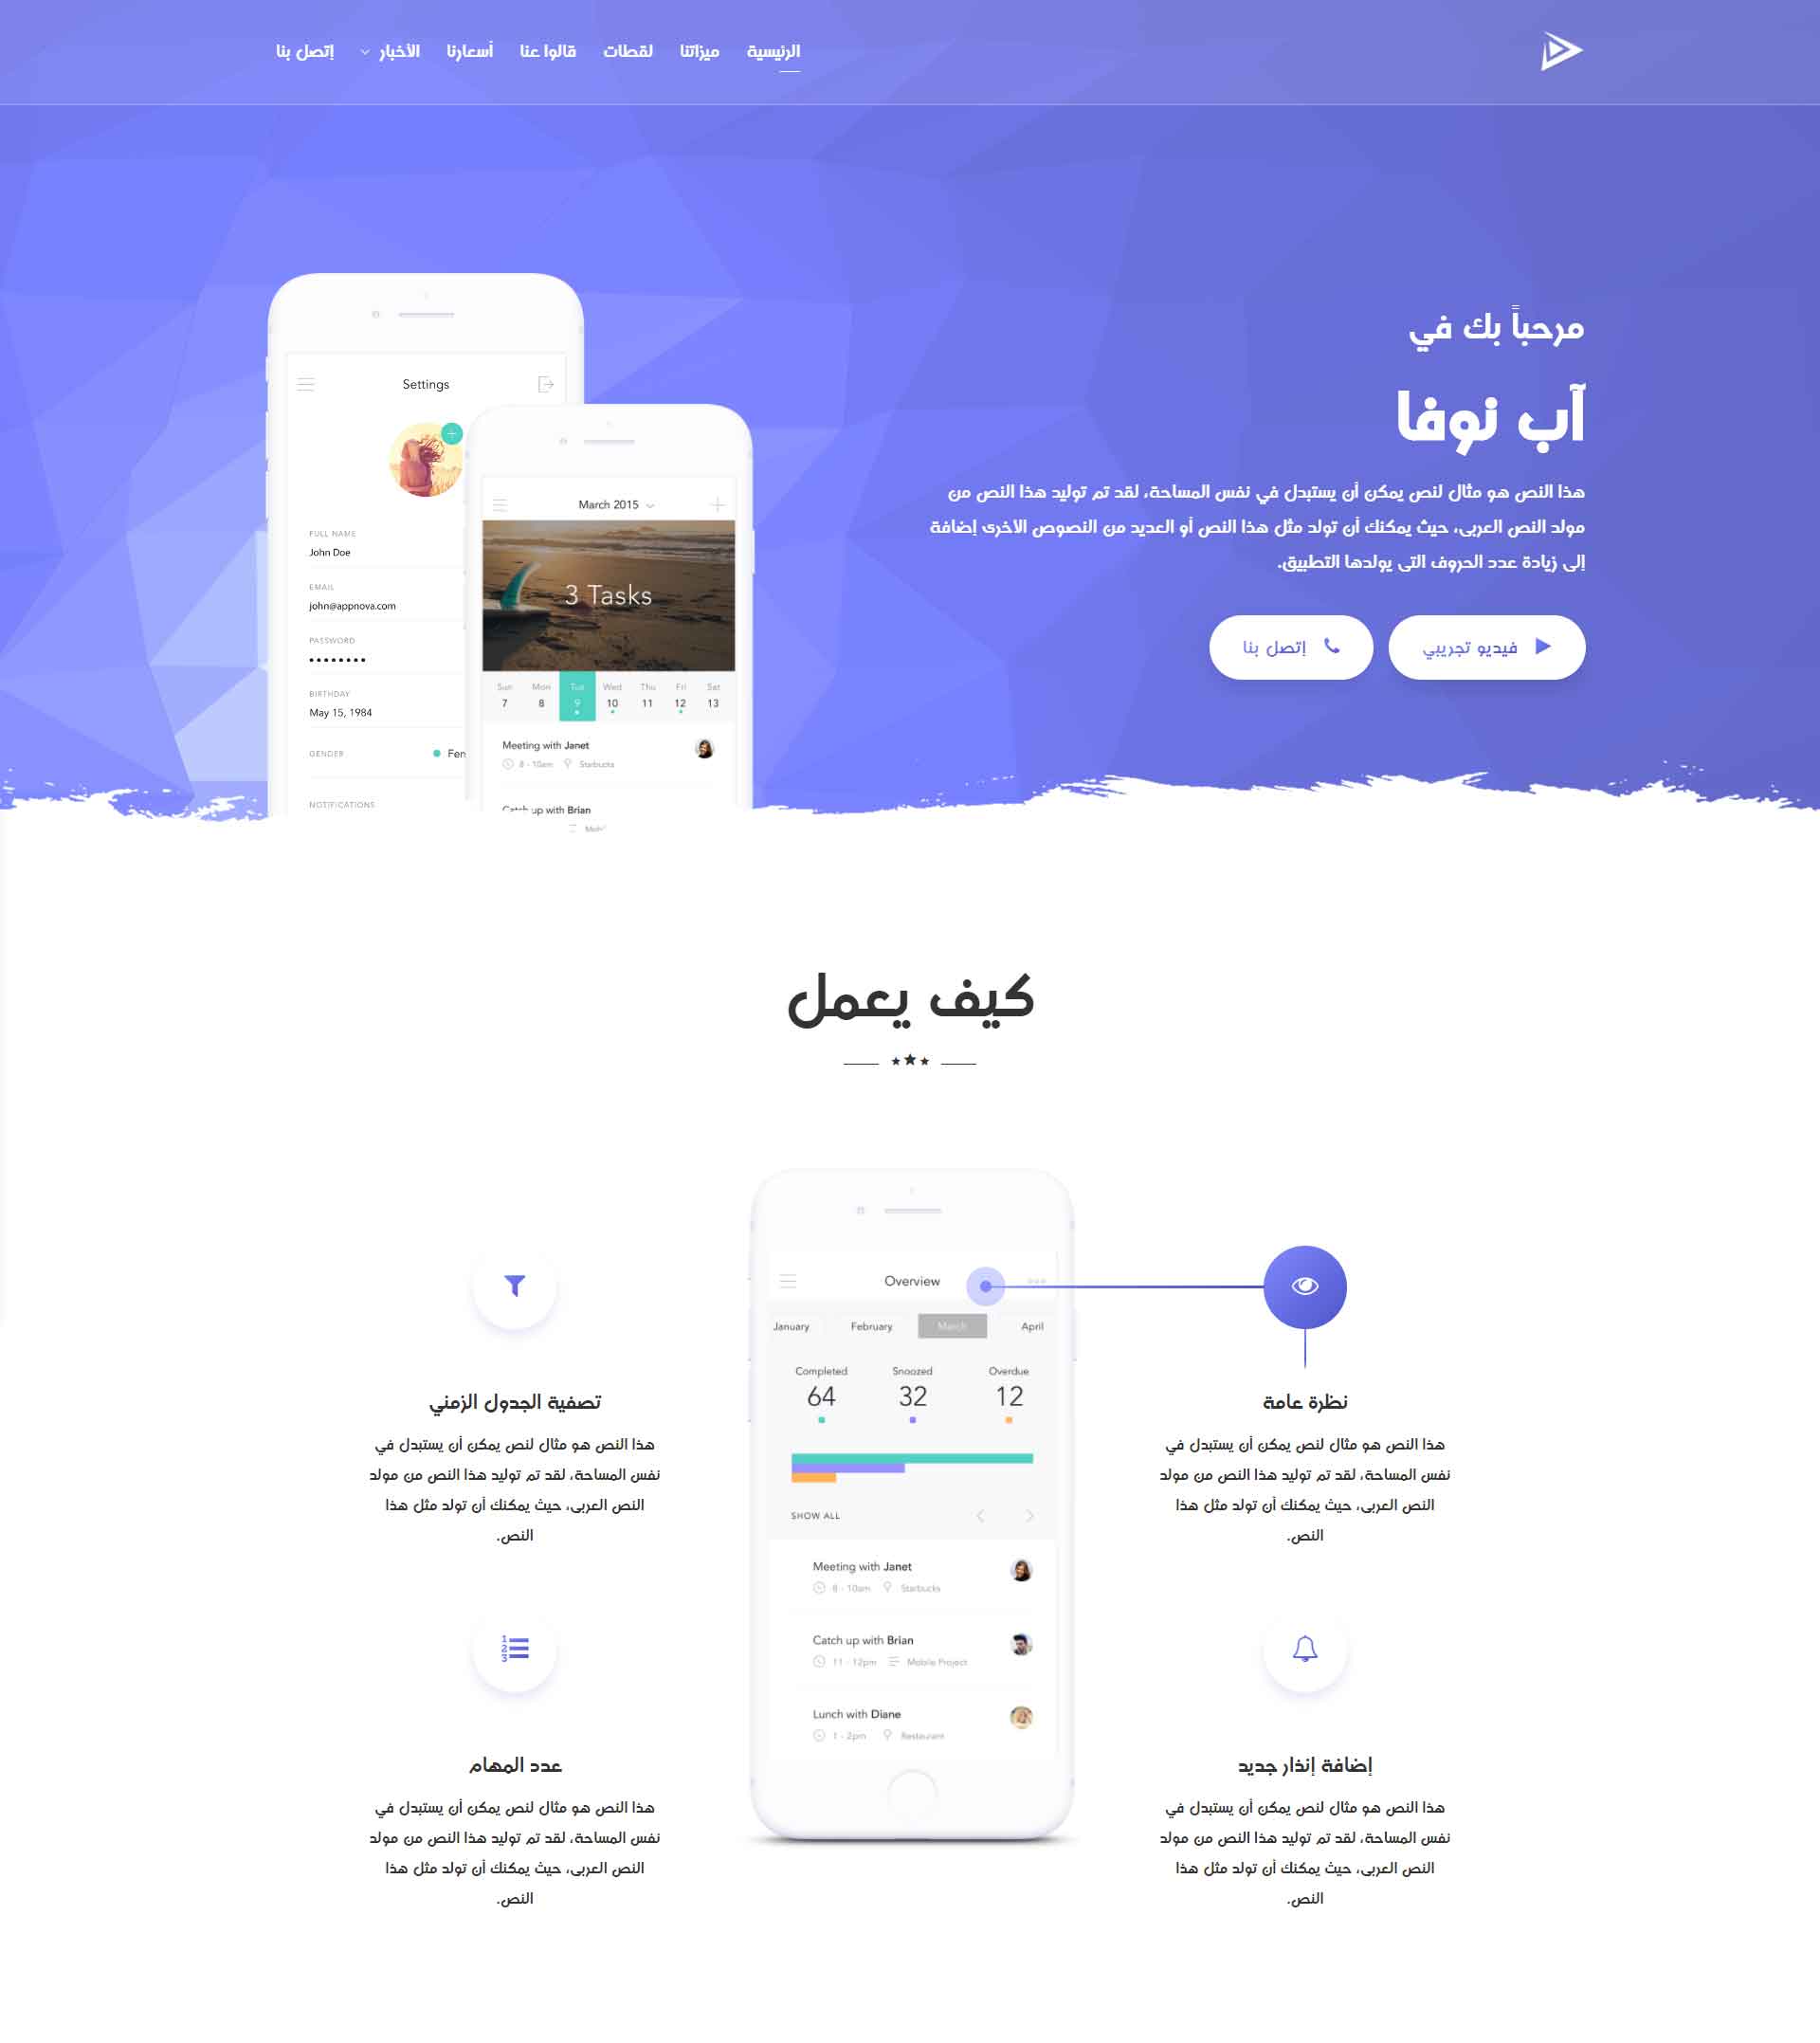 الرئيسية
ميزاتنا
لقطات
قالوا عنا
أسعارنا
الأخبار
إتصل بنا
مرحباً بك في
آب نوفا
هذا النص هو مثال لنص يمكن أن يستبدل في نفس المساحة، لقد تم توليد هذا النص من
مولد النص العربى، حيث يمكنك أن تولد مثل هذا النص أو العديد من النصوص الأخرى إضافة
إلى زيادة عدد الحروف التى يولدها التطبيق.
فيديو تجريبي
إتصل بنا
Settings
FULL NAME
John Doe
EMAIL
john@appnova.com
PASSWORD
••••••••
BIRTHDAY
May 15, 1984
GENDER
Fen
NOTIFICATIONS
March 2015
3 Tasks
Sun Mon Tue Wed Thu Fri Sat
7 8 9 10 11 12 13
Meeting with Janet
8 - 10am Starbucks
Catch up with Brian
كيف يعمل
نظرة عامة
هذا النص هو مثال لنص يمكن أن يستبدل في
نفس المساحة، لقد تم توليد هذا النص من مولد
النص العربى، حيث يمكنك أن تولد مثل هذا
النص.
إضافة إنذار جديد
هذا النص هو مثال لنص يمكن أن يستبدل في
نفس المساحة، لقد تم توليد هذا النص من مولد
النص العربى، حيث يمكنك أن تولد مثل هذا
النص.
Overview
January February March April
Completed Snoozed Overdue
64 32 12
SHOW ALL
Meeting with Janet
8 - 10am Starbucks
Catch up with Brian
11 - 12pm Mobile Project
Lunch with Diane
1 - 2pm Restaurant
تصفية الجدول الزمني
هذا النص هو مثال لنص يمكن أن يستبدل في
نفس المساحة، لقد تم توليد هذا النص من مولد
النص العربى، حيث يمكنك أن تولد مثل هذا
النص.
عدد المهام
هذا النص هو مثال لنص يمكن أن يستبدل في
نفس المساحة، لقد تم توليد هذا النص من مولد
النص العربى، حيث يمكنك أن تولد مثل هذا
النص.